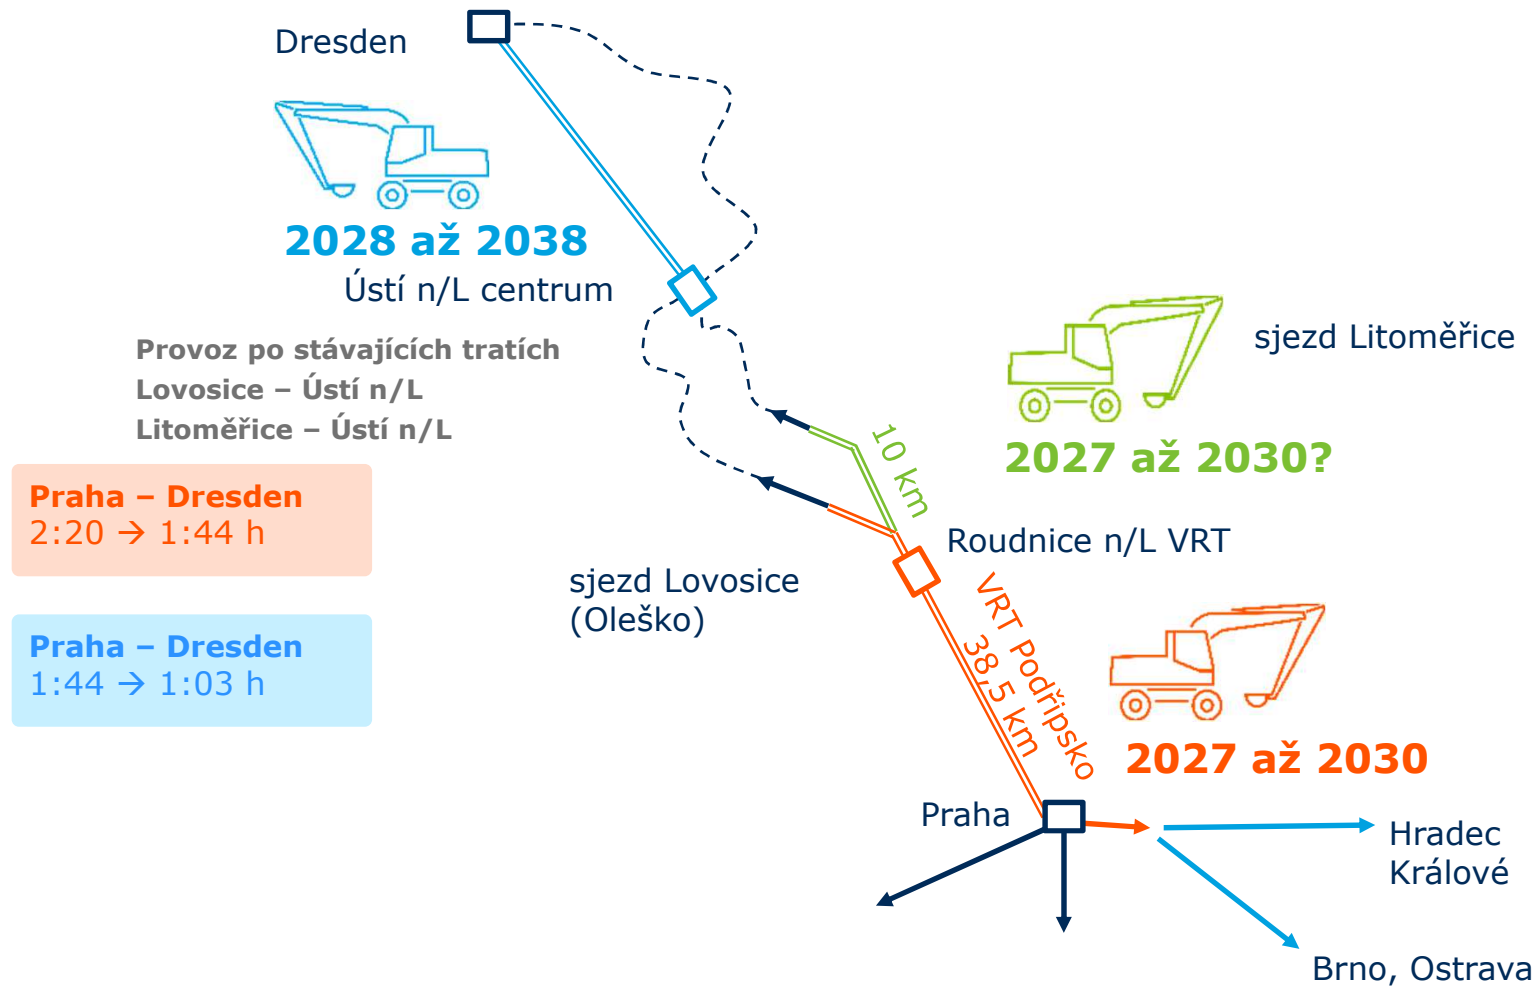 Dresden
2028 až 2038
Ústí n/L centrum
Provoz po stávajících tratích
Lovosice – Ústí n/L
Litoměřice – Ústí n/L
sjezd Litoměřice
2027 až 2030?
10 km
Praha – Dresden
2:20 → 1:44 h
Roudnice n/L VRT
sjezd Lovosice
(Oleško)
Praha – Dresden
1:44 → 1:03 h
VRT Podřipsko
38,5 km
2027 až 2030
Praha
Hradec
Králové
Brno, Ostrava